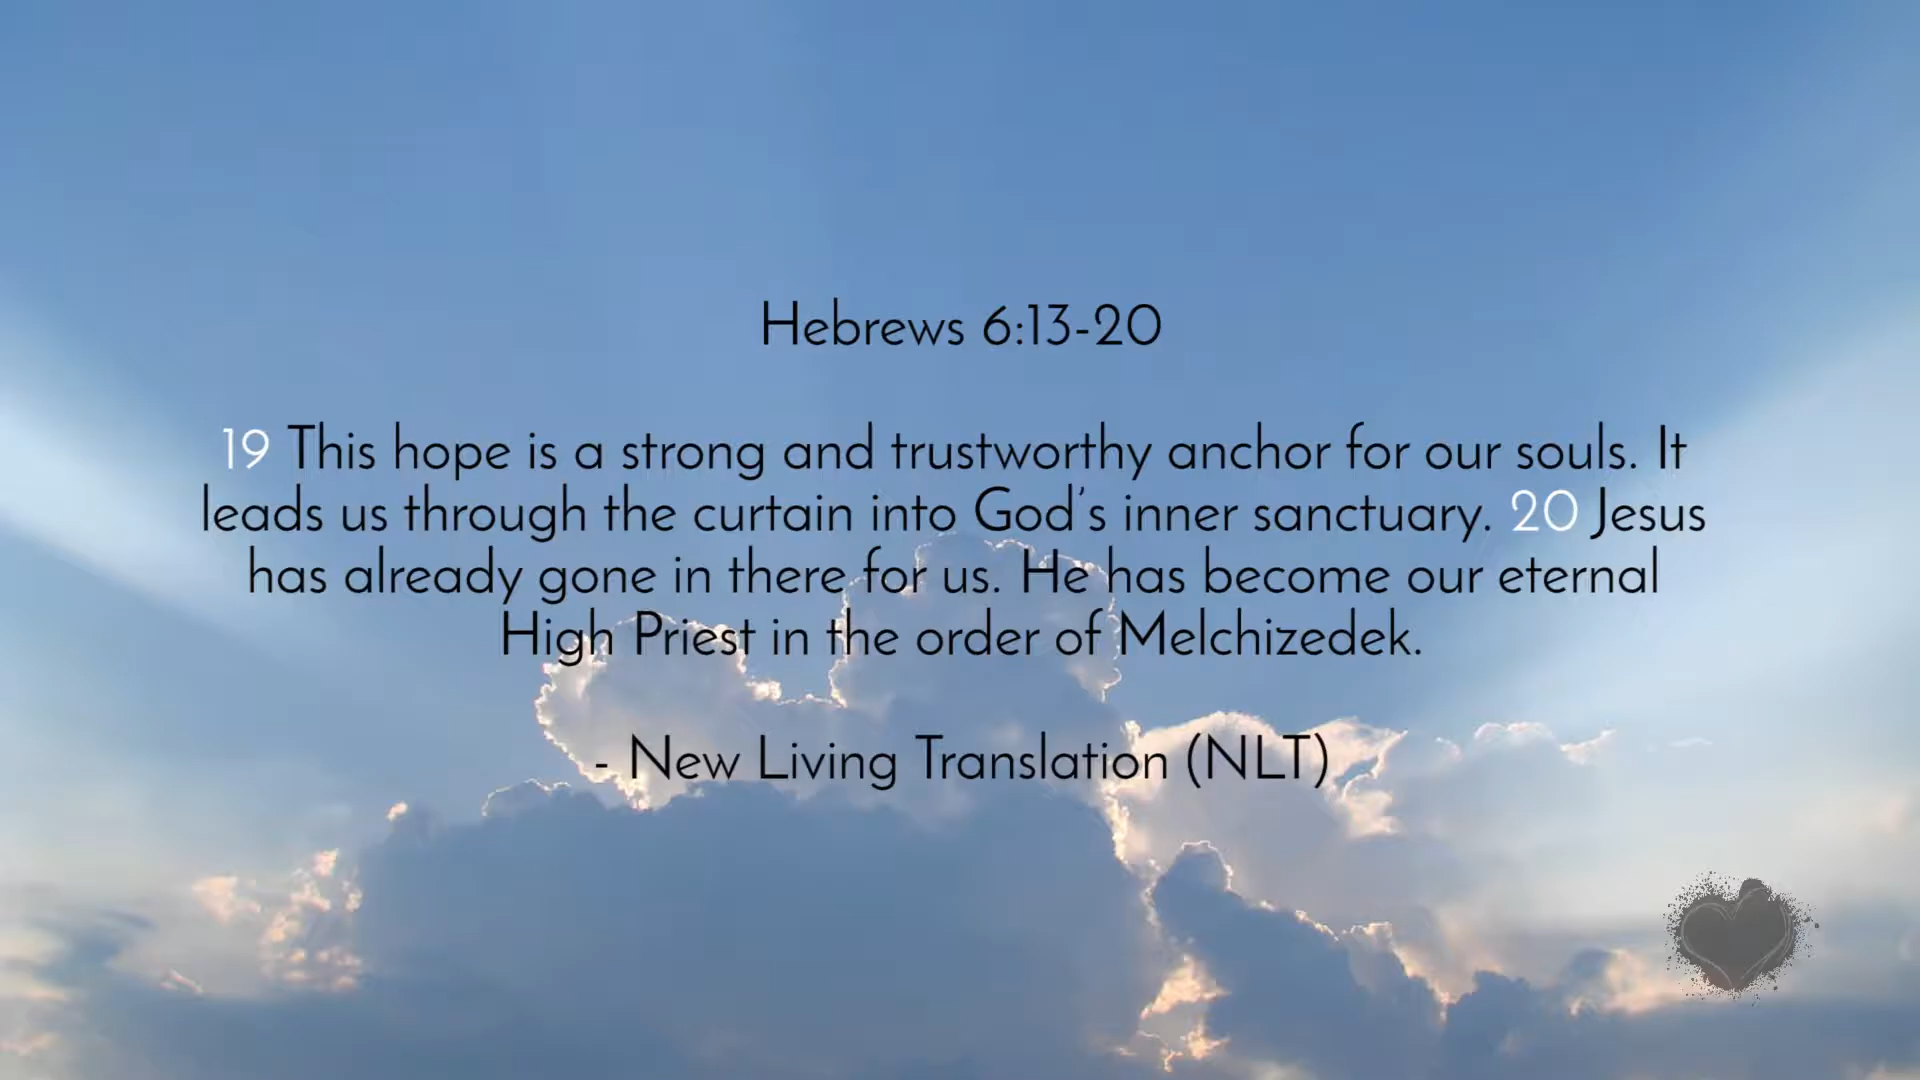 Hebrews 6:13-20
19 This hope is a strong and trustworthy anchor for our souls. It
leads us through the curtain into God's inner sanctuary. 20 Jesus
has already gone in there for us. He has become our eternal
High Priest in the order of Melchizedek.
- New Living Translation (NLT)